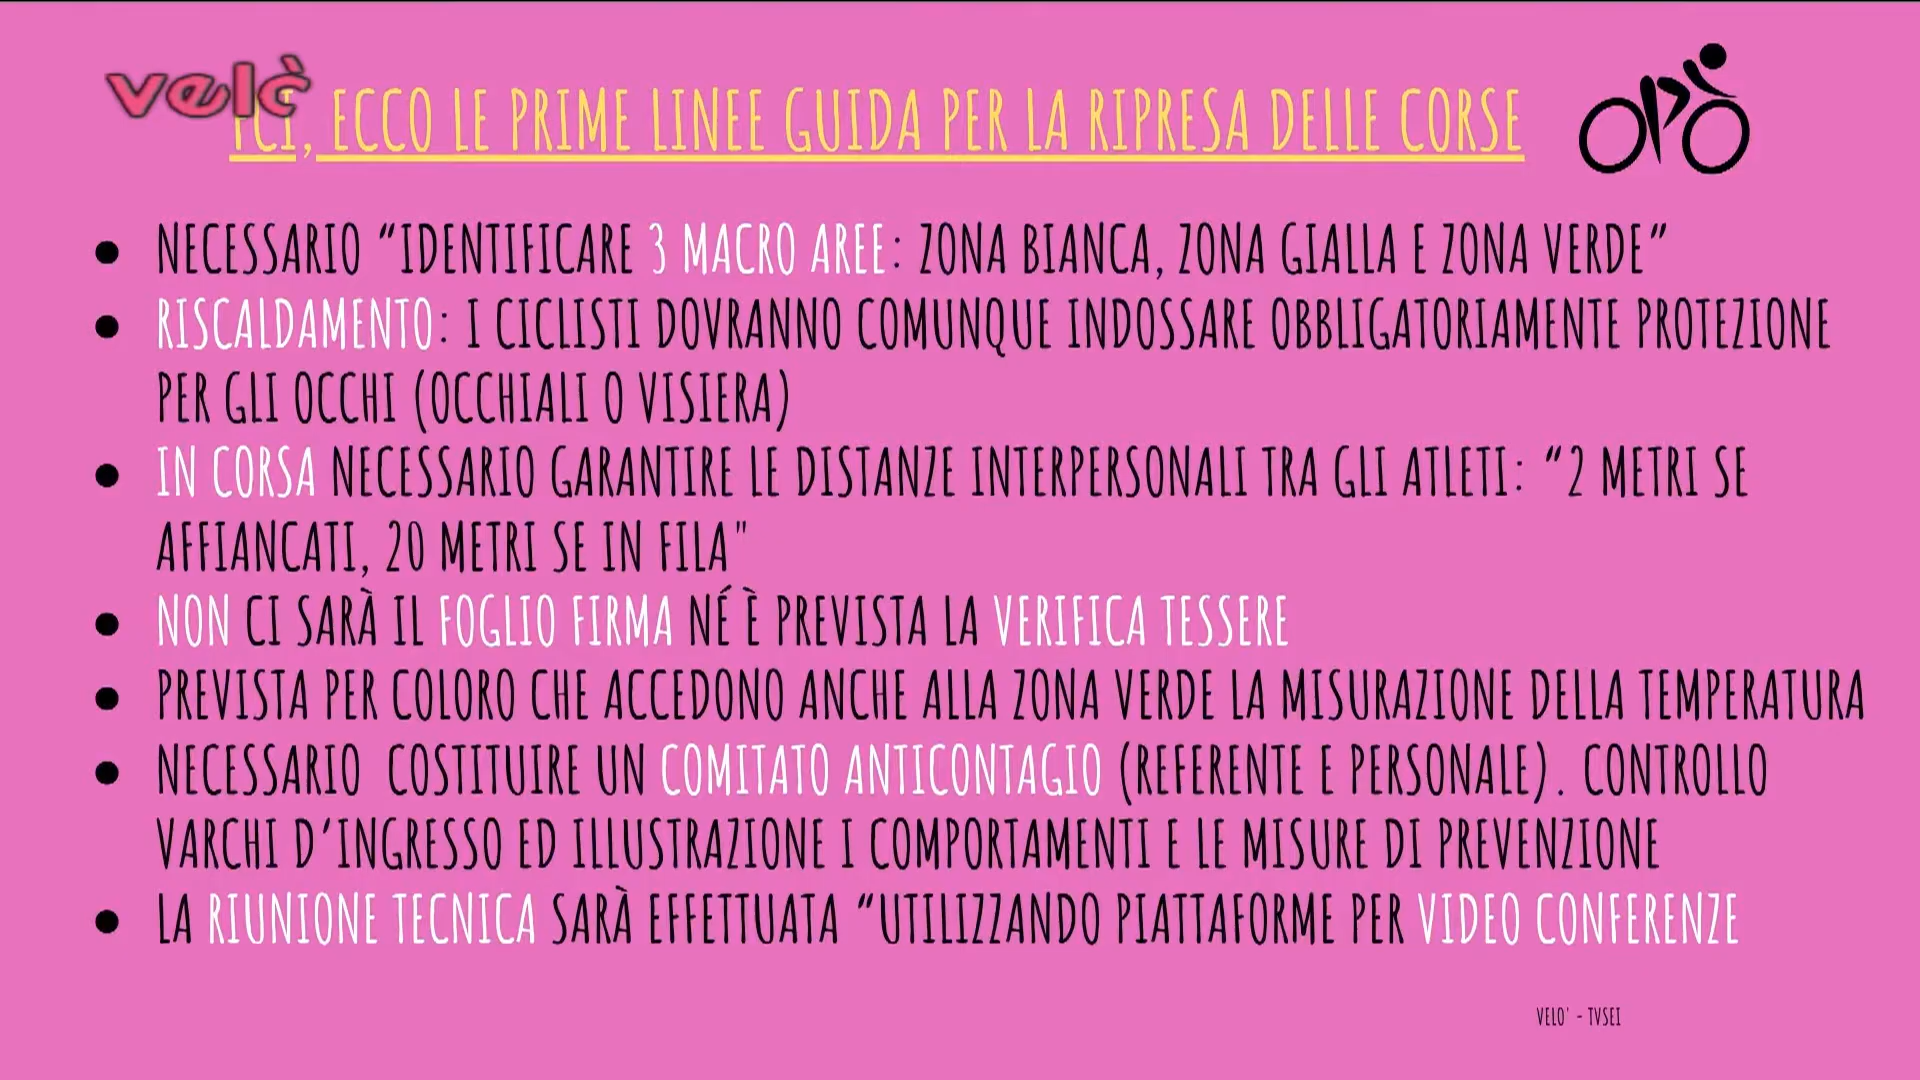 velò
FCI, ECCO LE PRIME LINEE GUIDA PER LA RIPRESA DELLE CORSE
NECESSARIO “IDENTIFICARE 3 MACRO AREE: ZONA BIANCA, ZONA GIALLA E ZONA VERDE”
RISCALDAMENTO: I CICLISTI DOVRANNO COMUNQUE INDOSSARE OBBLIGATORIAMENTE PROTEZIONE
PER GLI OCCHI (OCCHIALI O VISIERA)
IN CORSA NECESSARIO GARANTIRE LE DISTANZE INTERPERSONALI TRA GLI ATLETI: “2 METRI SE
AFFIANCATI, 20 METRI SE IN FILA"
NON CI SARÀ IL FOGLIO FIRMA NÉ È PREVISTA LA VERIFICA TESSERE
PREVISTA PER COLORO CHE ACCEDONO ANCHE ALLA ZONA VERDE LA MISURAZIONE DELLA TEMPERATURA
NECESSARIO COSTITUIRE UN COMITATO ANTICONTAGIO (REFERENTE E PERSONALE). CONTROLLO
VARCHI D’INGRESSO ED ILLUSTRAZIONE I COMPORTAMENTI E LE MISURE DI PREVENZIONE
LA RIUNIONE TECNICA SARÀ EFFETTUATA “UTILIZZANDO PIATTAFORME PER VIDEO CONFERENZE
VELO' - TVSEI